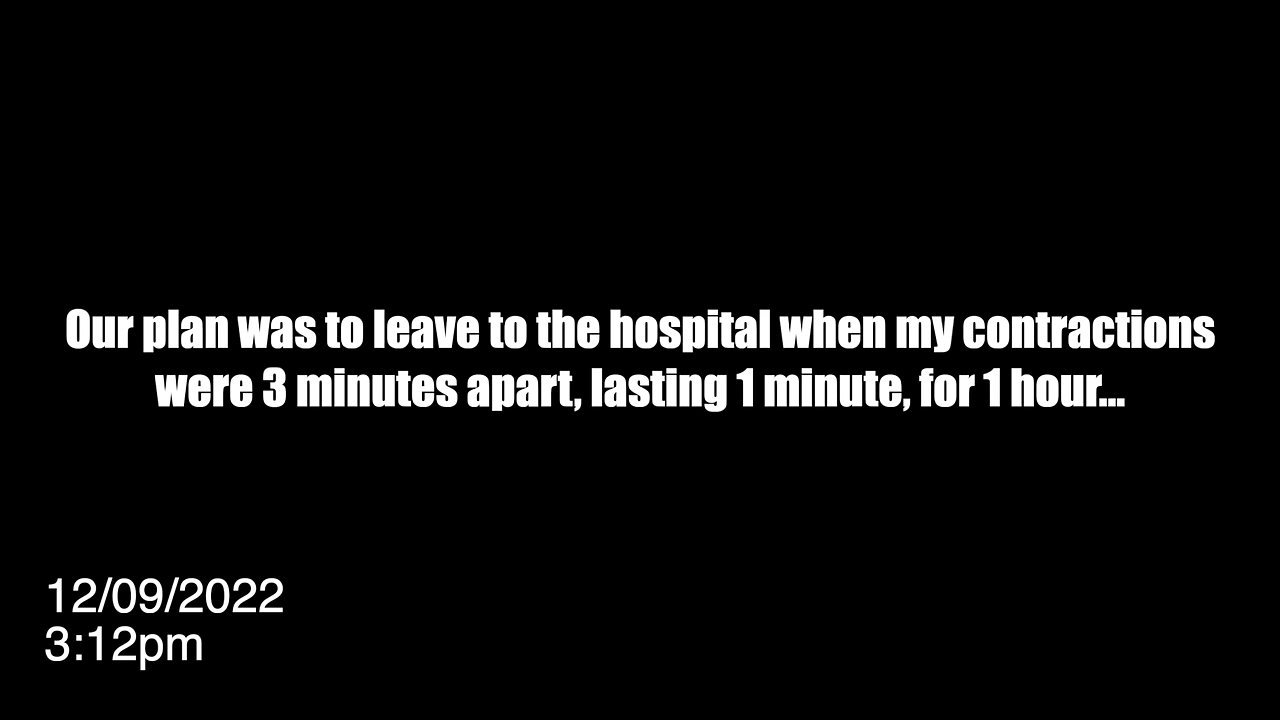 Our plan was to leave to the hospital when my contractions
were 3 minutes apart, lasting 1 minute, for 1 hour...
12/09/2022
3:12pm